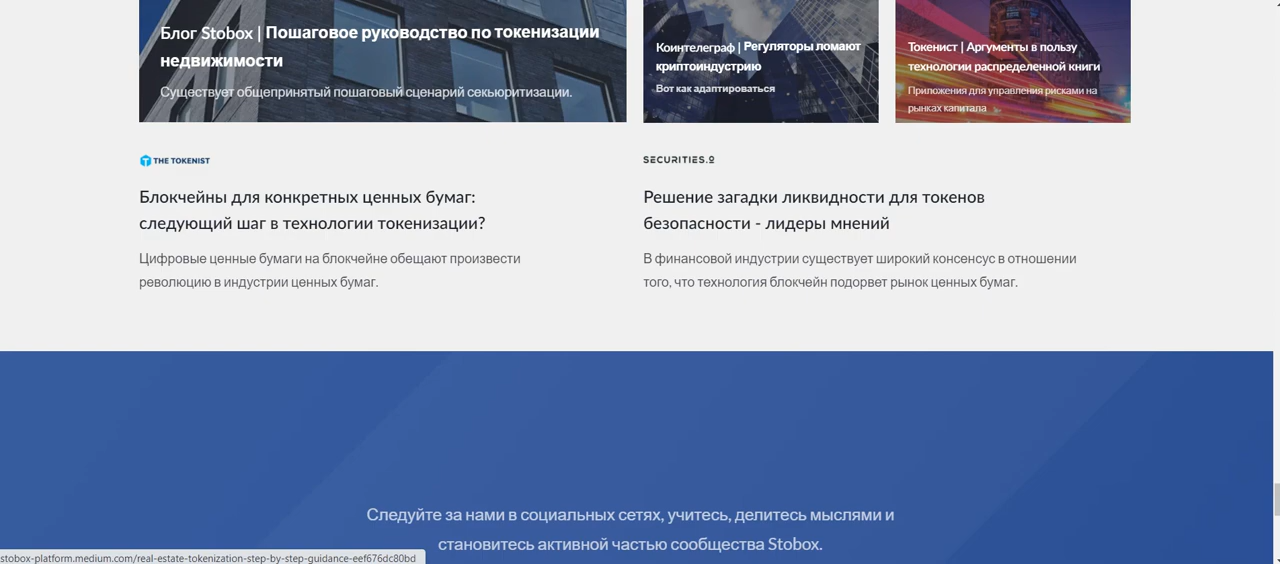 Блог Stobox | Пошаговое руководство по токенизации
недвижимости
Существует общепринятый пошаговый сценарий секьюритизации.
Коинтелеграф | Регуляторы ломают
криптоиндустрию
Вот как адаптироваться
Токенист | Аргументы в пользу
технологии распределенной книги
Приложения для управления рисками на
рынках капитала
THE TOKENIST
Блокчейны для конкретных ценных бумаг:
следующий шаг в технологии токенизации?
Цифровые ценные бумаги на блокчейне обещают произвести
революцию в индустрии ценных бумаг.
SECURITIES.IO
Решение загадки ликвидности для токенов
безопасности - лидеры мнений
В финансовой индустрии существует широкий консенсус в отношении
того, что технология блокчейн подорвет рынок ценных бумаг.
Следуйте за нами в социальных сетях, учитесь, делитесь мыслями и
становитесь активной частью сообщества Stobox.
stobox-platform.medium.com/real-estate-tokenization-step-by-step-guidance-eef676dc80bd